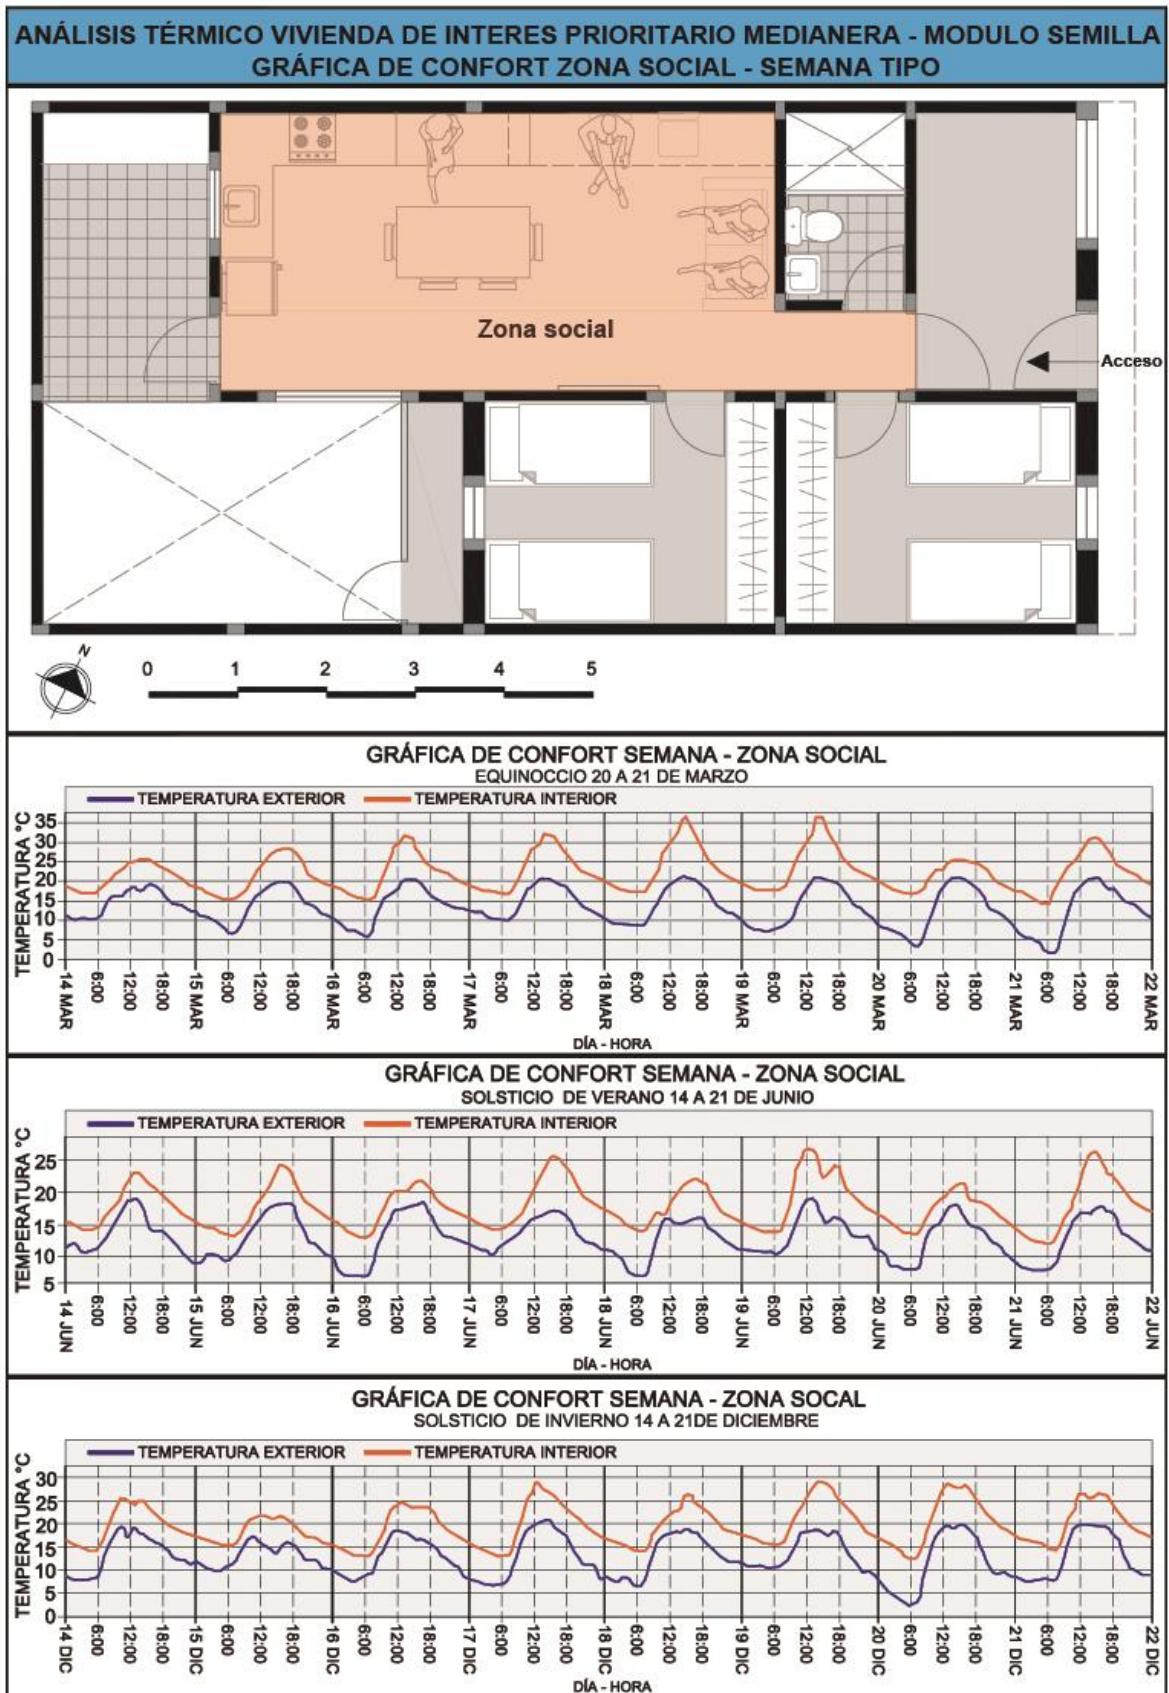 ANÁLISIS TÉRMICO VIVIENDA DE INTERES PRIORITARIO MEDIANERA - MODULO SEMILLA
GRÁFICA DE CONFORT ZONA SOCIAL - SEMANA TIPO
Zona social
Acceso
N
0 1 2 3 4 5
GRÁFICA DE CONFORT SEMANA - ZONA SOCIAL
EQUINOCCIO 20 A 21 DE MARZO
TEMPERATURA EXTERIOR TEMPERATURA INTERIOR
TEMPERATURA °C
35
30
25
20
15
10
5
0
14 MAR 6:00 12:00 18:00 15 MAR 6:00 12:00 18:00 16 MAR 6:00 12:00 18:00 17 MAR 6:00 12:00 18:00 18 MAR 6:00 12:00 18:00 19 MAR 6:00 12:00 18:00 20 MAR 6:00 12:00 18:00 21 MAR 6:00 12:00 18:00 22 MAR
DÍA - HORA
GRÁFICA DE CONFORT SEMANA - ZONA SOCIAL
SOLSTICIO DE VERANO 14 A 21 DE JUNIO
TEMPERATURA EXTERIOR TEMPERATURA INTERIOR
TEMPERATURA °C
25
20
15
10
5
14 JUN 6:00 12:00 18:00 15 JUN 6:00 12:00 18:00 16 JUN 6:00 12:00 18:00 17 JUN 6:00 12:00 18:00 18 JUN 6:00 12:00 18:00 19 JUN 6:00 12:00 18:00 20 JUN 6:00 12:00 18:00 21 JUN 6:00 12:00 18:00 22 JUN
DÍA - HORA
GRÁFICA DE CONFORT SEMANA - ZONA SOCAL
SOLSTICIO DE INVIERNO 14 A 21DE DICIEMBRE
TEMPERATURA EXTERIOR TEMPERATURA INTERIOR
TEMPERATURA °C
30
25
20
15
10
5
0
14 DIC 6:00 12:00 18:00 15 DIC 6:00 12:00 18:00 16 DIC 6:00 12:00 18:00 17 DIC 6:00 12:00 18:00 18 DIC 6:00 12:00 18:00 19 DIC 6:00 12:00 18:00 20 DIC 6:00 12:00 18:00 21 DIC 6:00 12:00 18:00 22 DIC
DÍA - HORA